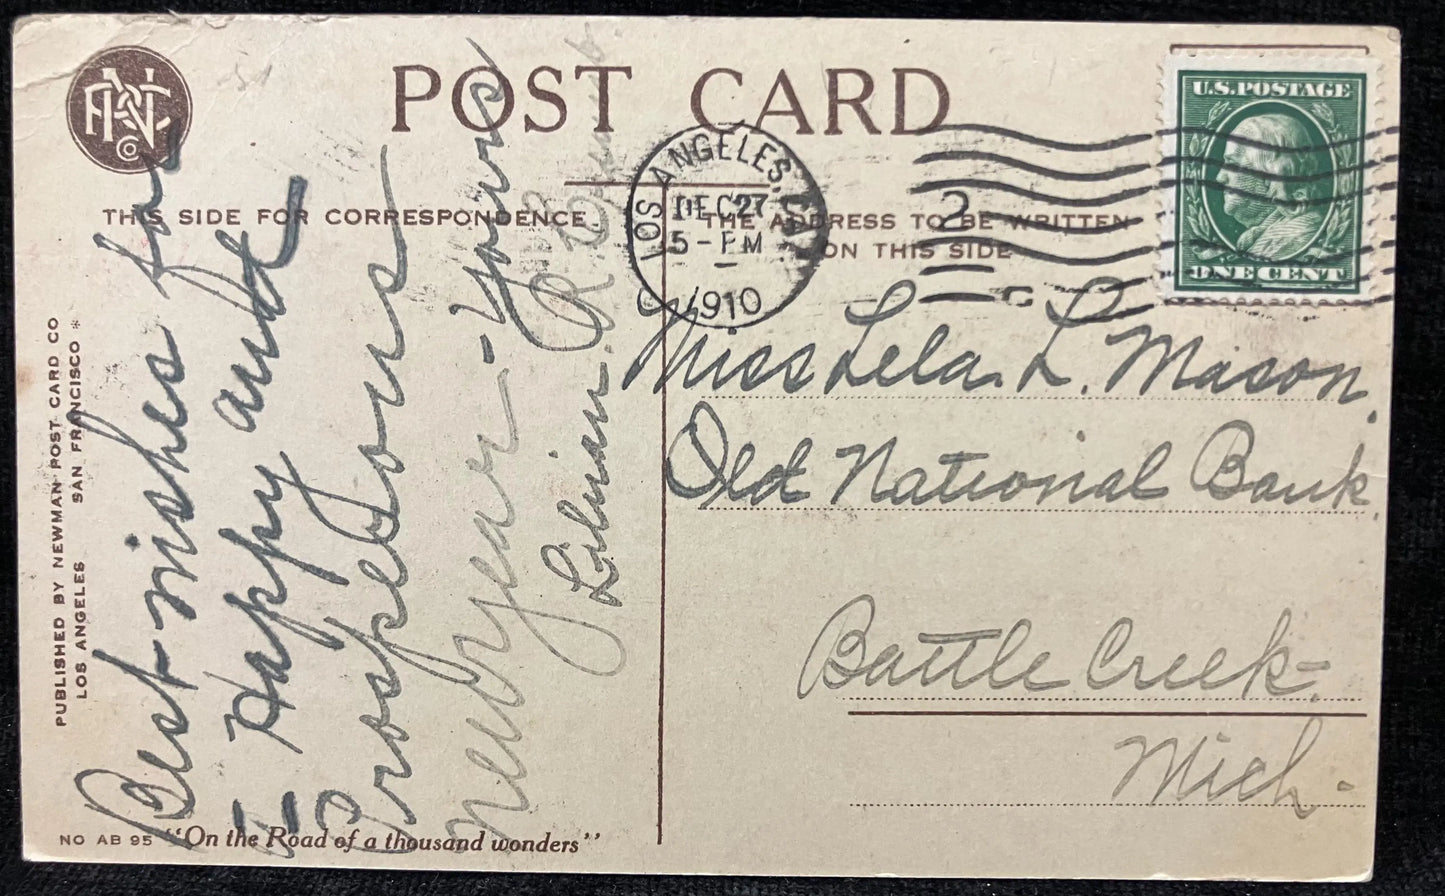 PNC
CO
POST CARD
THIS SIDE FOR CORRESPONDENCE
THE ADDRESS TO BE WRITTEN
ON THIS SIDE
U.S. POSTAGE
ONE CENT
LOS ANGELES, CAL.
DEC 27
5 - PM
1910
2
Best wishes for
a Happy and
Prosperous
New year - Yours
Lilian. R.
Miss Lela. L. Mason.
Old National Bank.
Battle Creek -
Mich -
PUBLISHED BY NEWMAN POST CARD CO
LOS ANGELES SAN FRANCISCO *
NO AB 95 "On the Road of a thousand wonders"